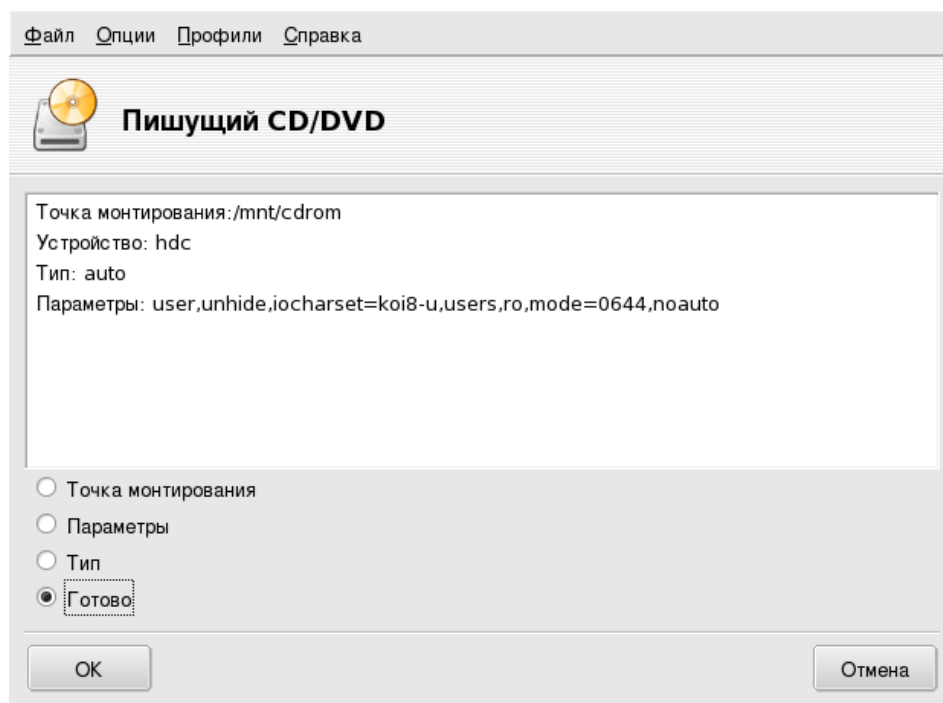 Файл Опции Профили Справка
Пишущий CD/DVD
Точка монтирования:/mnt/cdrom
Устройство: hdc
Тип: auto
Параметры: user,unhide,iocharset=koi8-u,users,ro,mode=0644,noauto
Точка монтирования
Параметры
Тип
Готово
OK Отмена